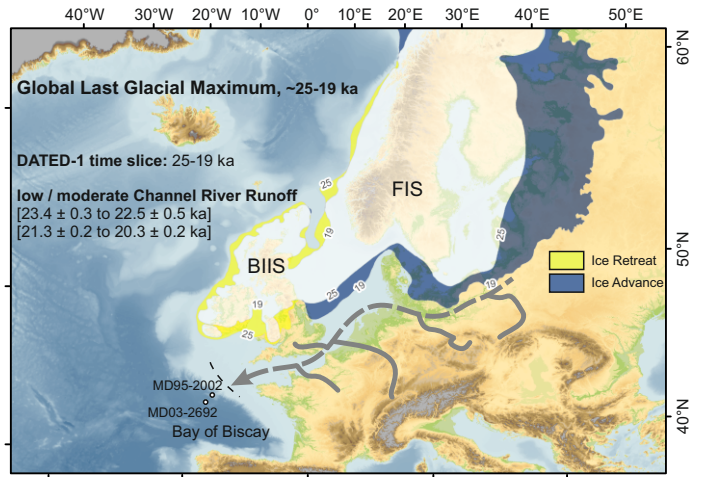 40°W 30°W 20°W 10°W 0° 10°E 20°E 30°E 40°E 50°E
60°N
Global Last Glacial Maximum, ~25-19 ka
DATED-1 time slice: 25-19 ka
low / moderate Channel River Runoff
[23.4 ± 0.3 to 22.5 ± 0.5 ka]
[21.3 ± 0.2 to 20.3 ± 0.2 ka]
25
FIS
19
25
50°N
BIIS
Ice Retreat
Ice Advance
19
25
19
19
25
MD95-2002
MD03-2692
40°N
Bay of Biscay